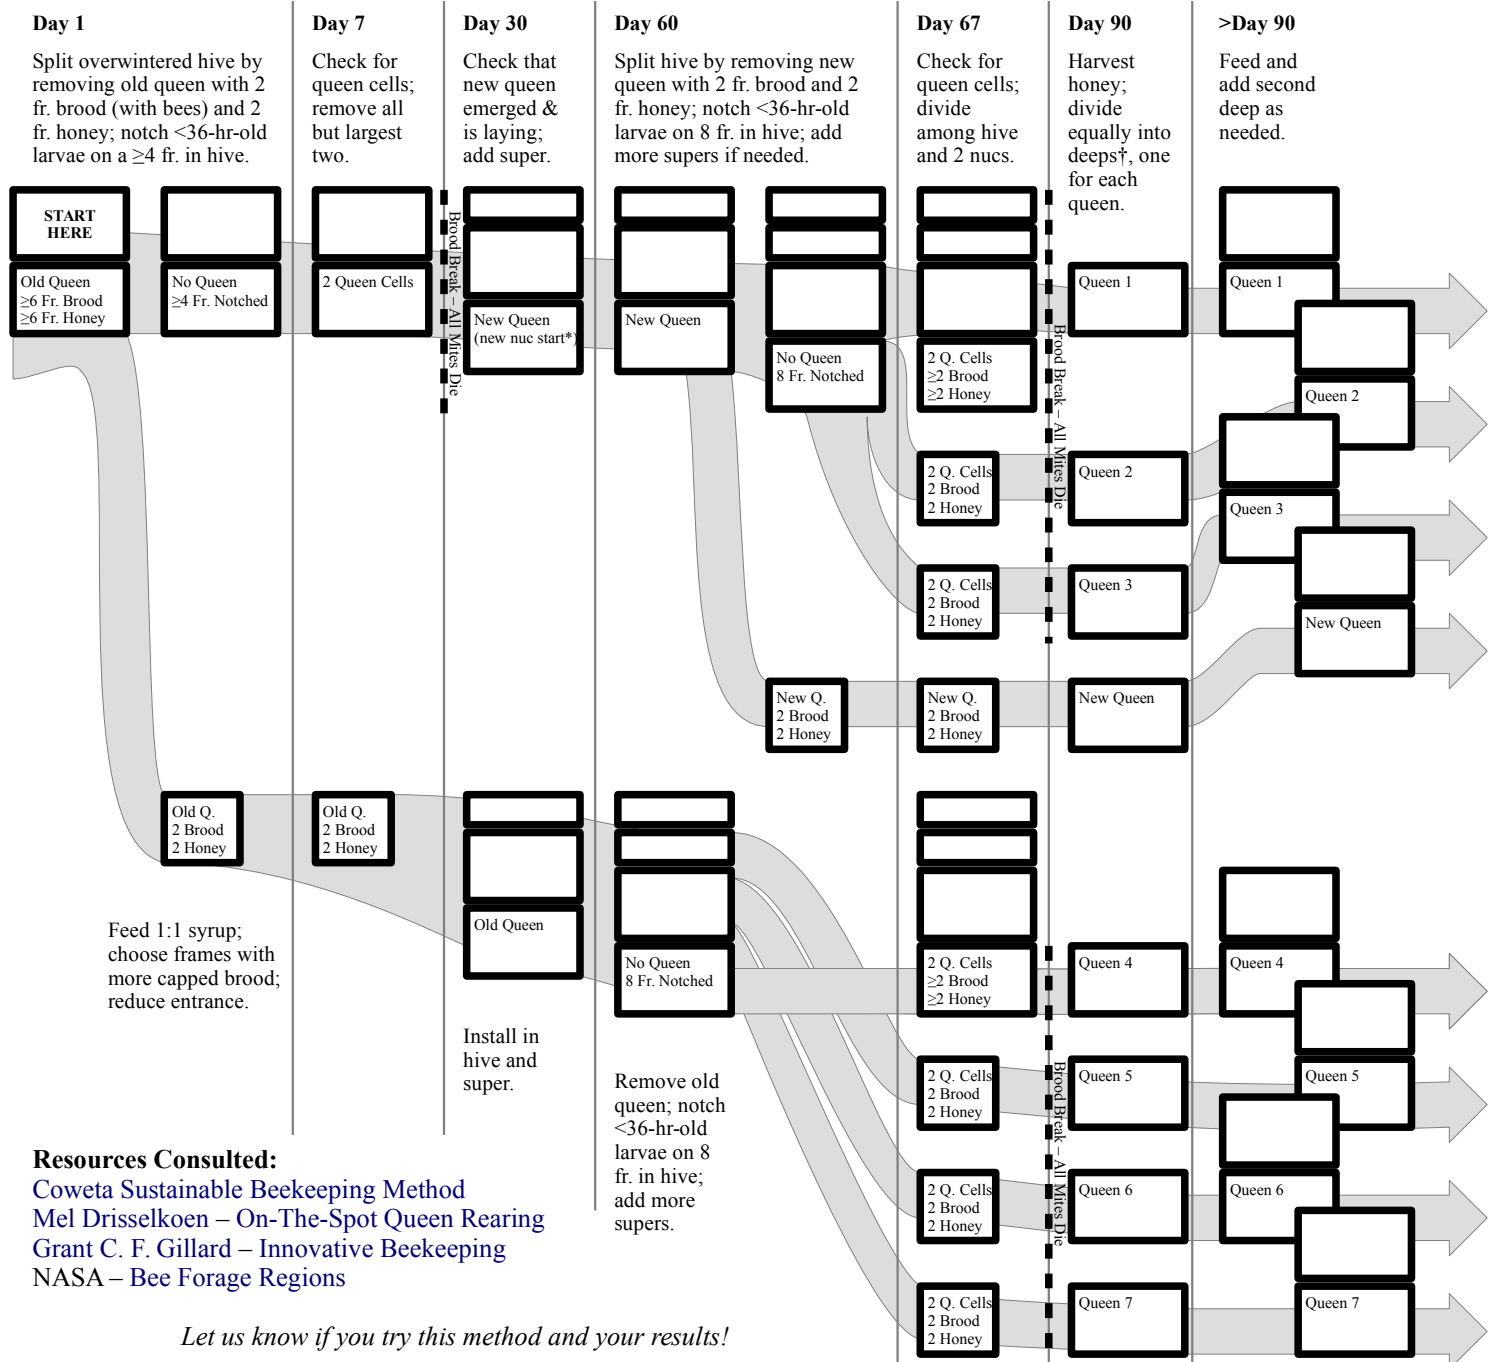 Day 1
Split overwintered hive by
removing old queen with 2
fr. brood (with bees) and 2
fr. honey; notch <36-hr-old
larvae on a ≥4 fr. in hive.
Day 7
Check for
queen cells;
remove all
but largest
two.
Day 30
Check that
new queen
emerged &
is laying;
add super.
Day 60
Split hive by removing new
queen with 2 fr. brood and 2
fr. honey; notch <36-hr-old
larvae on 8 fr. in hive; add
more supers if needed.
Day 67
Check for
queen cells;
divide
among hive
and 2 nucs.
Day 90
Harvest
honey;
divide
equally into
deeps†, one
for each
queen.
>Day 90
Feed and
add second
deep as
needed.
START
HERE
Old Queen
≥6 Fr. Brood
≥6 Fr. Honey
No Queen
≥4 Fr. Notched
2 Queen Cells
Brood Break – All Mites Die
New Queen
(new nuc start*)
New Queen
No Queen
8 Fr. Notched
2 Q. Cells
≥2 Brood
≥2 Honey
Brood Break – All Mites Die
Queen 1
Queen 1
2 Q. Cells
2 Brood
2 Honey
Queen 2
Queen 2
2 Q. Cells
2 Brood
2 Honey
Queen 3
Queen 3
New Q.
2 Brood
2 Honey
New Q.
2 Brood
2 Honey
New Queen
New Queen
Old Q.
2 Brood
2 Honey
Old Q.
2 Brood
2 Honey
Old Queen
No Queen
8 Fr. Notched
2 Q. Cells
≥2 Brood
≥2 Honey
Queen 4
Queen 4
Feed 1:1 syrup;
choose frames with
more capped brood;
reduce entrance.
Install in
hive and
super.
Remove old
queen; notch
<36-hr-old
larvae on 8
fr. in hive;
add more
supers.
2 Q. Cells
2 Brood
2 Honey
Brood Break – All Mites Die
Queen 5
Queen 5
2 Q. Cells
2 Brood
2 Honey
Queen 6
Queen 6
2 Q. Cells
2 Brood
2 Honey
Queen 7
Queen 7
Resources Consulted:
Coweta Sustainable Beekeeping Method
Mel Drisselkoen – On-The-Spot Queen Rearing
Grant C. F. Gillard – Innovative Beekeeping
NASA – Bee Forage Regions
Let us know if you try this method and your results!